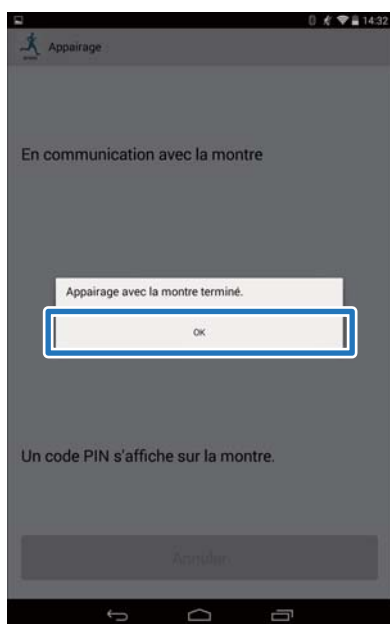 14:32
Appairage
En communication avec la montre
Appairage avec la montre terminé.
OK
Un code PIN s'affiche sur la montre.
Annuler